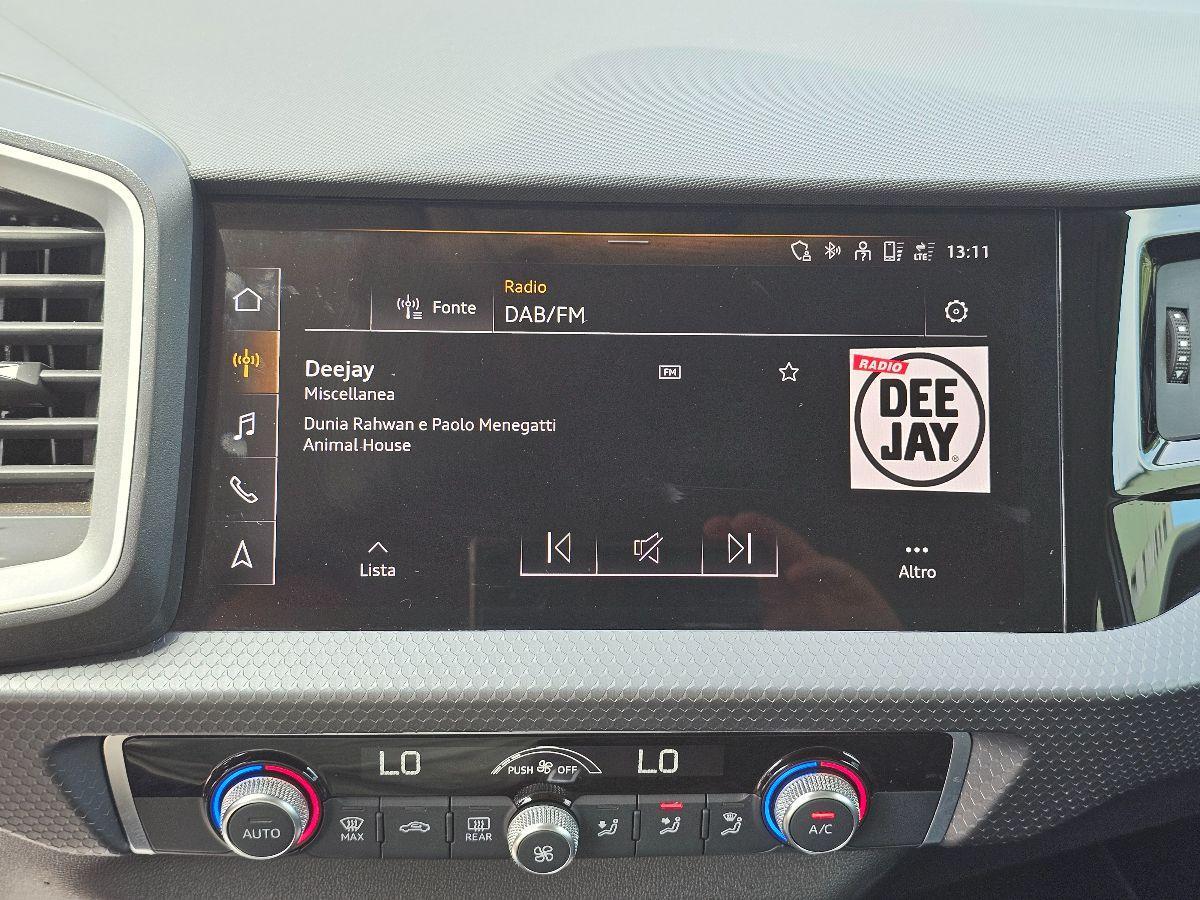 LTE
13:11
Fonte
Radio
DAB/FM
Deejay
FM
Miscellanea
Dunia Rahwan e Paolo Menegatti
Animal House
RADIO
DEE
JAY
Lista
Altro
LO
PUSH OFF
LO
AUTO
MAX
REAR
A/C